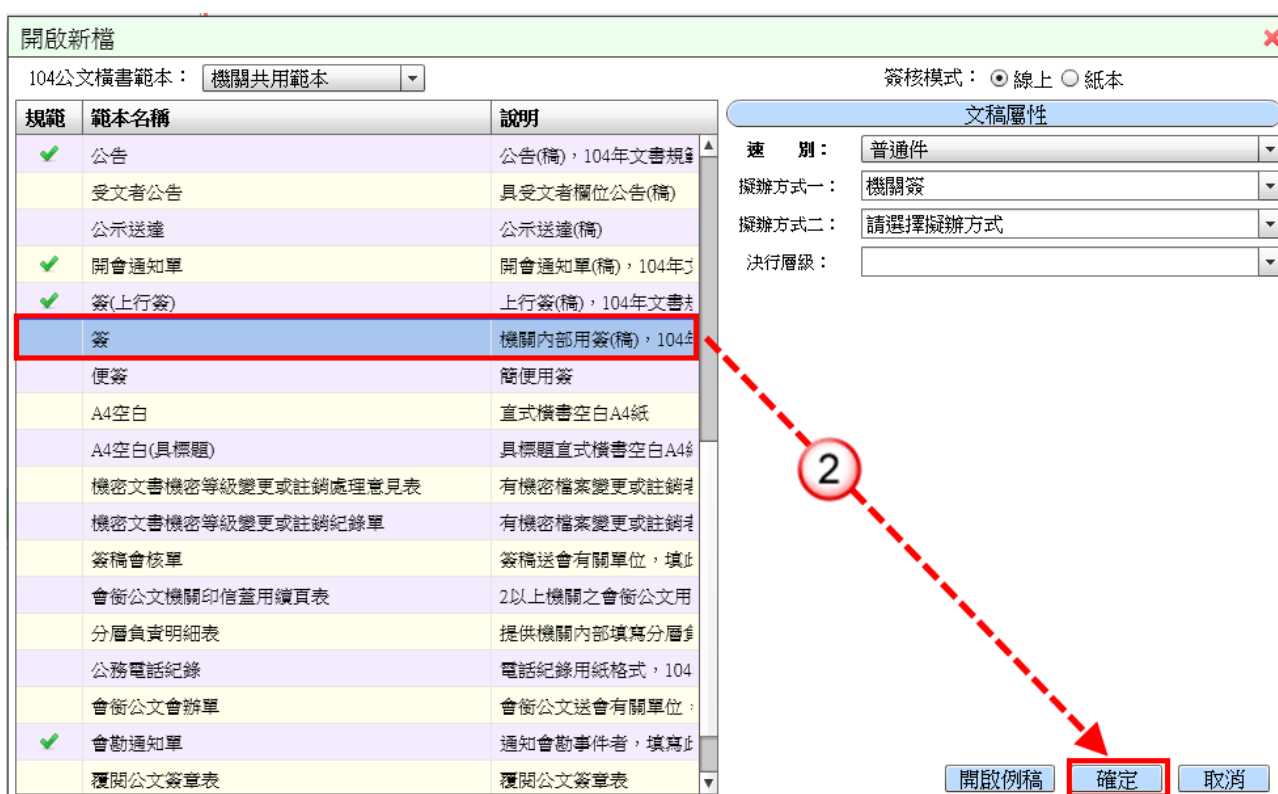 開啟新檔
104公文橫書範本： 機關共用範本 簽核模式： 線上 紙本
規範 範本名稱 說明 文稿屬性
公告 公告(稿)，104年文書規範
受文者公告 具受文者欄位公告(稿)
公示送達 公示送達(稿)
開會通知單 開會通知單(稿)，104年
簽(上行簽) 上行簽(稿)，104年文書
簽 機關內部用簽(稿)，104
便簽 簡便用簽
A4空白 直式橫書空白A4紙
A4空白(具標題) 具標題直式橫書空白A4
機密文書機密等級變更或註銷處理意見表 有機密檔案變更或註銷
機密文書機密等級變更或註銷紀錄單 有機密檔案變更或註銷
簽稿會核單 簽稿送會有關單位，填
會銜公文機關印信蓋用續頁表 2以上機關之會銜公文用
分層負責明細表 提供機關內部填寫分層
公務電話紀錄 電話紀錄用紙格式，104
會銜公文會辦單 會銜公文送會有關單位，
會勘通知單 通知會勘事件者，填寫
覆閱公文簽章表 覆閱公文簽章表
速 別： 普通件
擬辦方式一： 機關簽
擬辦方式二： 請選擇擬辦方式
決行層級：
2
開啟例稿 確定 取消